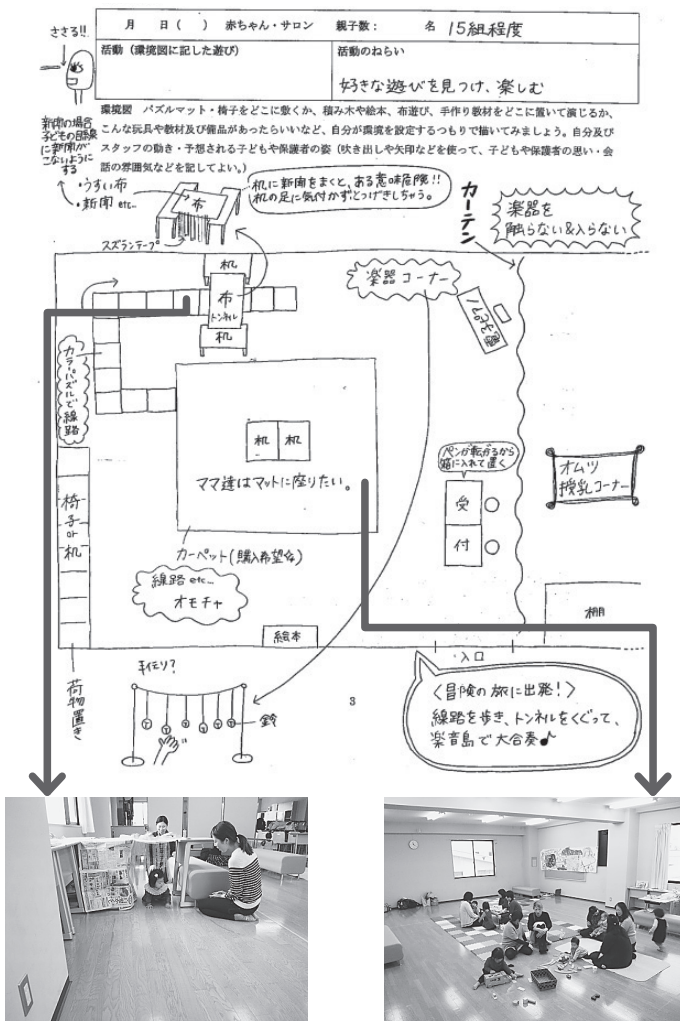 月　日（　）　赤ちゃん・サロン　親子数：　名　15組程度
活動（環境図に記した遊び）
活動のねらい
好きな遊びを見つけ、楽しむ
環境図　パズルマット・椅子をどこに敷くか、積み木や絵本、布遊び、手作り教材をどこに置いて演じるか、
こんな玩具や教材及び備品があったらいいなど、自分が環境を設定するつもりで描いてみましょう。自分及び
スタッフの動き・予想される子どもや保護者の姿（吹き出しや矢印などを使って、子どもや保護者の思い・会
話の雰囲気などを記してよい。）
ささる!!
新聞の場合
子どもの目線
に新聞が
こないように
する
・うすい布
・新聞 etc..
布
スズランテープ
机に新聞をまくと、ある意味危険!!
机の足に気付かずとつげきしちゃう。
カーテン
楽器を
触らない&入らない
机
布
トンネル
机
楽器コーナー
カラーパズルで線路
机 机
ママ達はマットに座りたい。
ペンが転がるから
箱に入れて置く
受
付
オムツ
授乳コーナー
椅子or机
カーペット(購入希望)
線路 etc...
オモチャ
絵本
棚
入口
荷物置き
手作り?
鈴
3
〈冒険の旅に出発!〉
線路を歩き、トンネルをくぐって、
楽音島で大合奏♪